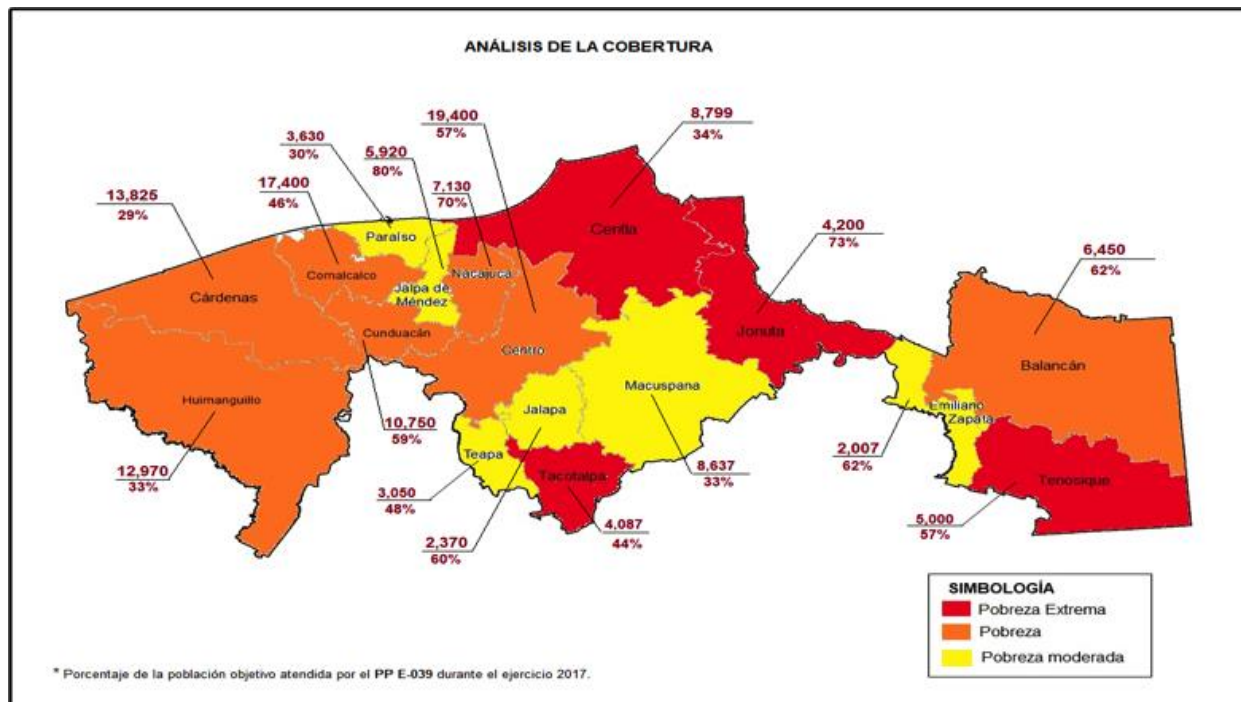 ANÁLISIS DE LA COBERTURA
19,400
57%
8,799
34%
3,630
30%
5,920
80%
17,400
46%
7,130
70%
13,825
29%
4,200
73%
6,450
62%
Paraíso
Centla
Comalcalco
Nacajuca
Jalpa de
Méndez
Cárdenas
Cunduacán
Jonuta
Centro
Balancán
Huimanguillo
Macuspana
Jalapa
Emiliano
Zapata
10,750
59%
2,007
62%
Teapa
12,970
33%
Tacotalpa
8,637
33%
Tenosique
3,050
48%
4,087
44%
5,000
57%
2,370
60%
SIMBOLOGÍA
Pobreza Extrema
Pobreza
Pobreza moderada
* Porcentaje de la población objetivo atendida por el PP E-039 durante el ejercicio 2017.